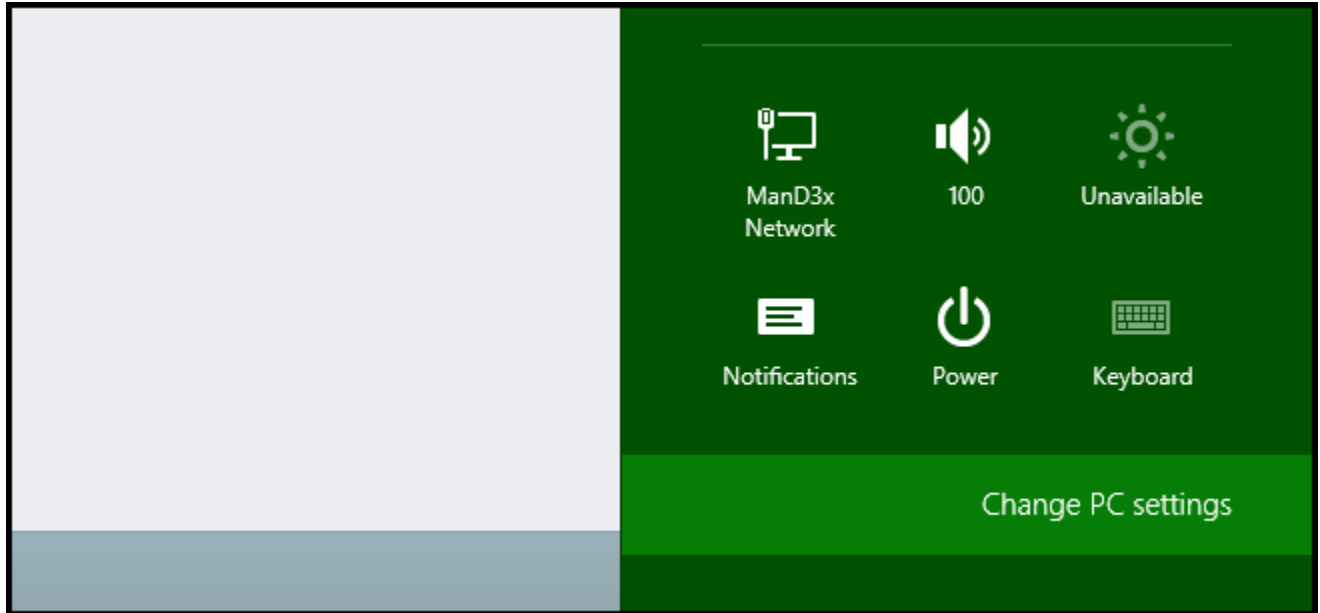 ManD3x
Network
100
Unavailable
Notifications
Power
Keyboard
Change PC settings